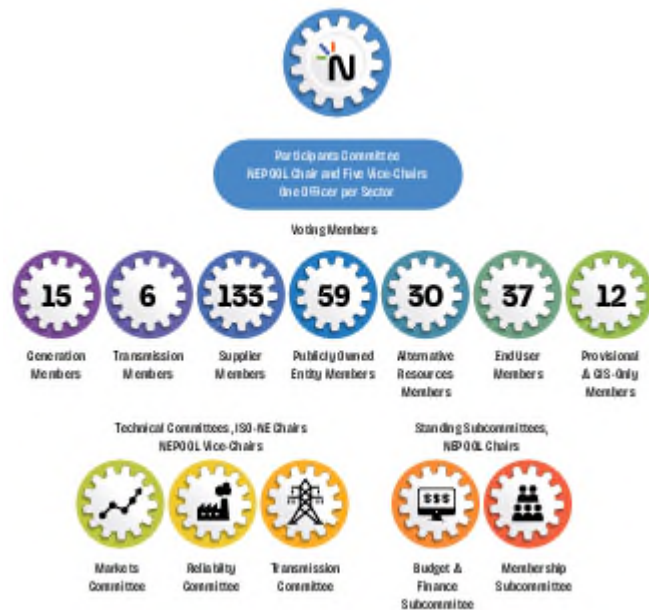 N
Participants Committee
NEPOOL Chair and Five Vice-Chairs
One Officer per Sector
Voting Members
15
6
133
59
30
37
12
Generation
Members
Transmission
Members
Supplier
Members
Publicly Owned
Entity Members
Alternative
Resources
Members
End User
Members
Provisional
& GIS-Only
Members
Technical Committees, ISO-NE Chairs
NEPOOL Vice-Chairs
Standing Subcommittees,
NEPOOL Chairs
$$$
Markets
Committee
Reliability
Committee
Transmission
Committee
Budget &
Finance
Subcommittee
Membership
Subcommittee